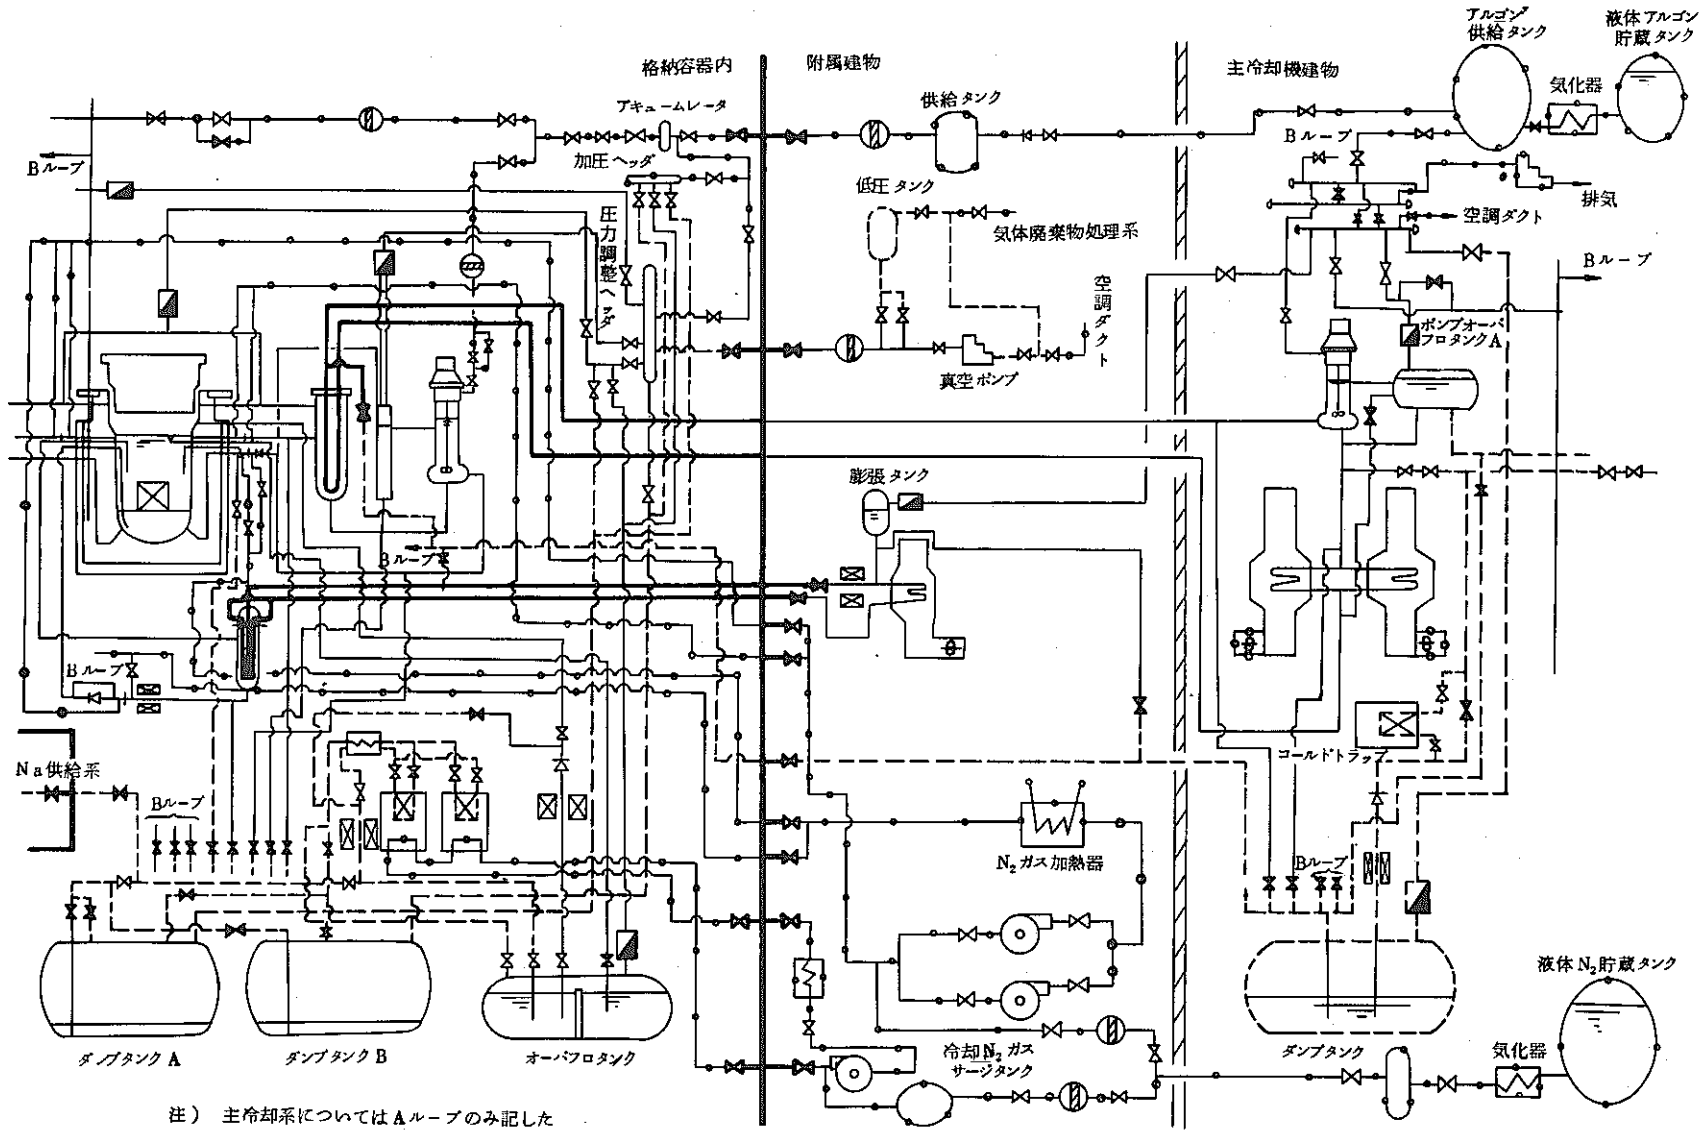 アルゴン
供給タンク
液体アルゴン
貯蔵タンク
格納容器内
附属建物
主冷却機建物
気化器
アキュームレータ
供給タンク
Bループ
加圧ヘッダ
Bループ
低圧タンク
排気
空調ダクト
圧力調整ヘッダ
気体廃棄物処理系
Bループ
空調ダクト
ポンプオーバ
フロタンクA
真空ポンプ
膨張タンク
Bループ
Bループ
コールドトラップ
Na供給系
Bループ
N₂ガス加熱器
Bループ
液体N₂貯蔵タンク
ダンプタンクA
ダンプタンクB
オーバフロタンク
冷却N₂ガス
サージタンク
ダンプタンク
気化器
注) 主冷却系についてはAループのみ記した